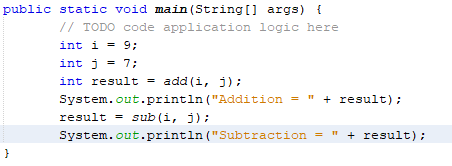 public static void main(String[] args) {
// TODO code application logic here
int i = 9;
int j = 7;
int result = add(i, j);
System.out.println("Addition = " + result);
result = sub(i, j);
System.out.println("Subtraction = " + result);
}